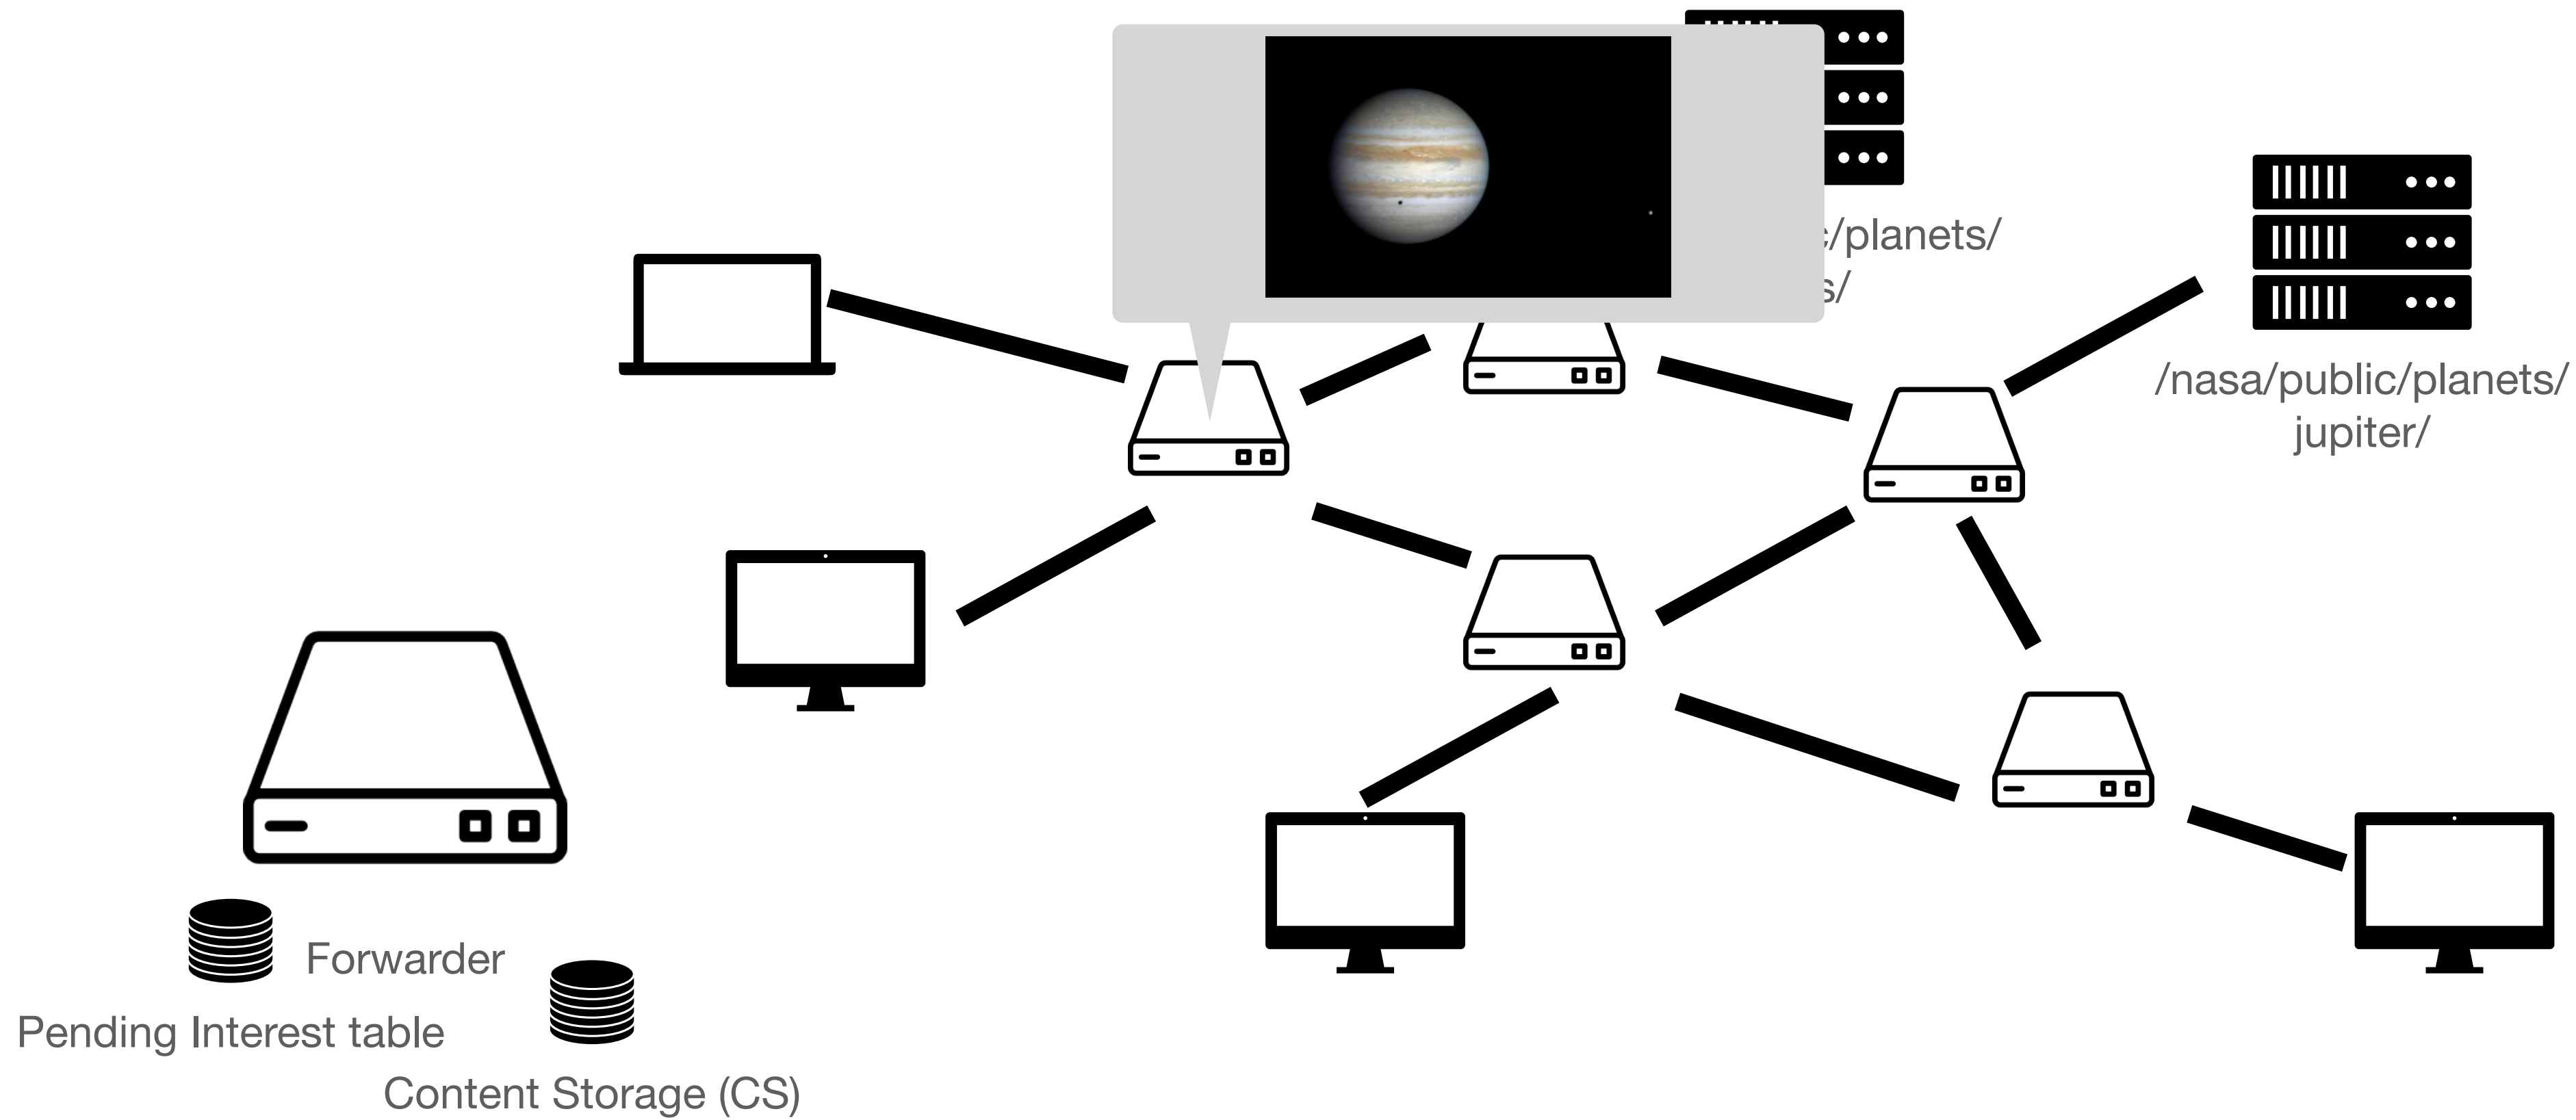 /planets/
s/
/nasa/public/planets/
jupiter/
Forwarder
Pending Interest table
Content Storage (CS)